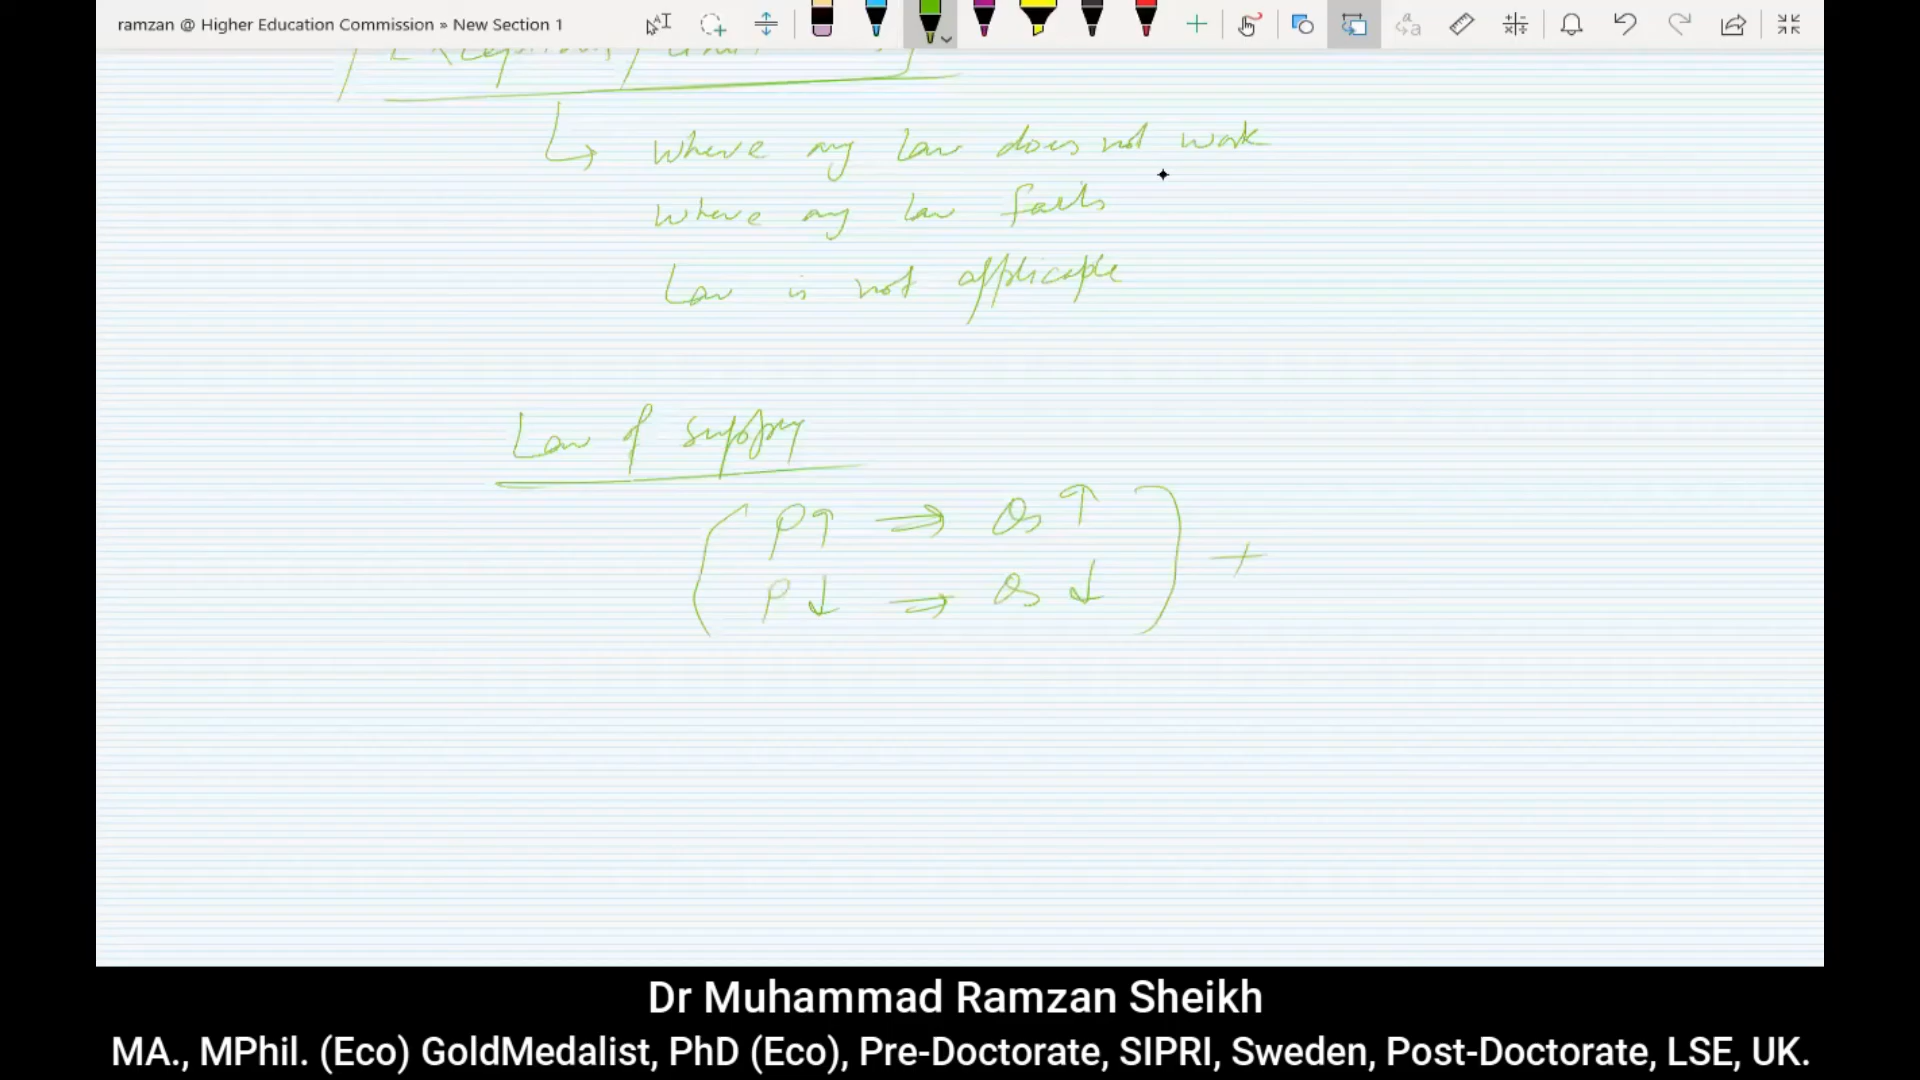 ramzan @ Higher Education Commission » New Section 1
Where any law does not work
Where any law fails
Law is not applicable
Law of supply
P↑ ⇒ Qs ↑
P↓ ⇒ Qs ↓
+
Dr Muhammad Ramzan Sheikh
MA., MPhil. (Eco) GoldMedalist, PhD (Eco), Pre-Doctorate, SIPRI, Sweden, Post-Doctorate, LSE, UK.